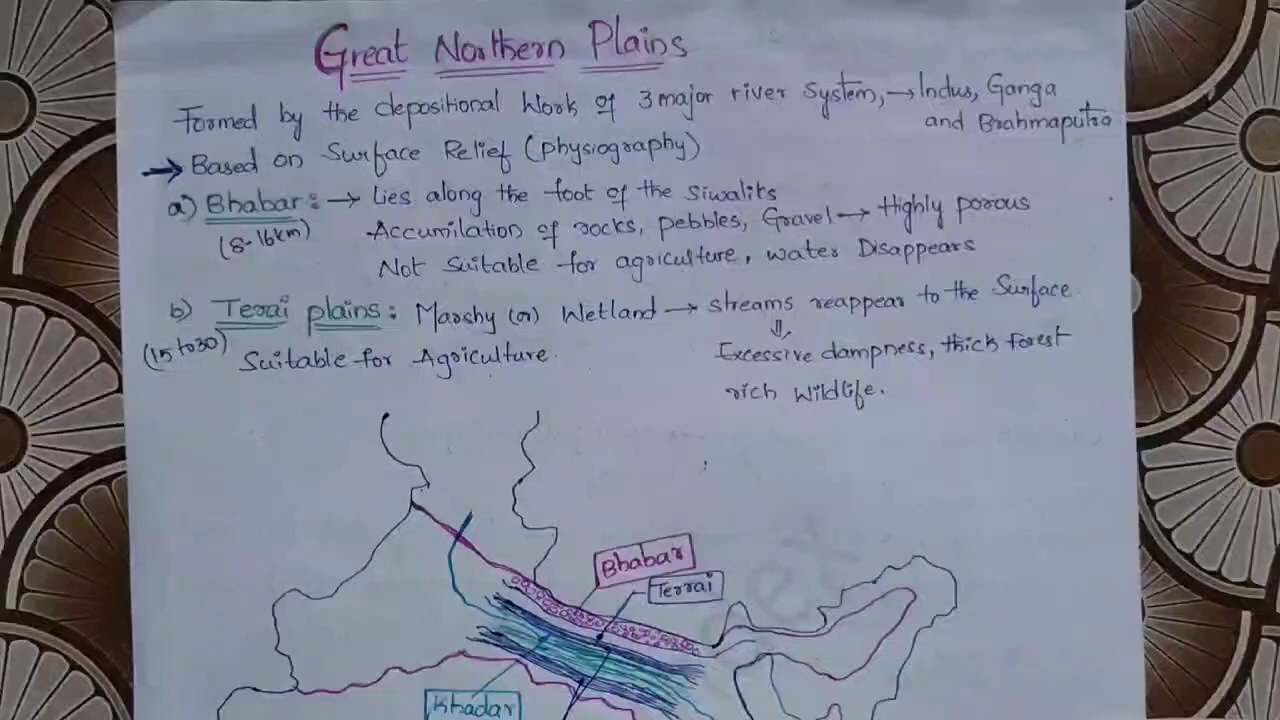 Great Northern Plains
Formed by the depositional work of 3 major river system, → Indus, Ganga
and Brahmaputra
→ Based on Surface Relief (physiography)
a) Bhabar : → Lies along the foot of the Siwaliks
(8-16km) Accumilation of rocks, pebbles, Gravel → Highly porous
Not suitable for agriculture, water Disappears
b) Terai plains : Marshy (or) Wetland → streams reappear to the Surface.
(15 to 30) Suitable for Agriculture.
⇓
Excessive dampness, thick forest
rich wildlife.
Bhabar
Terrai
Khadar